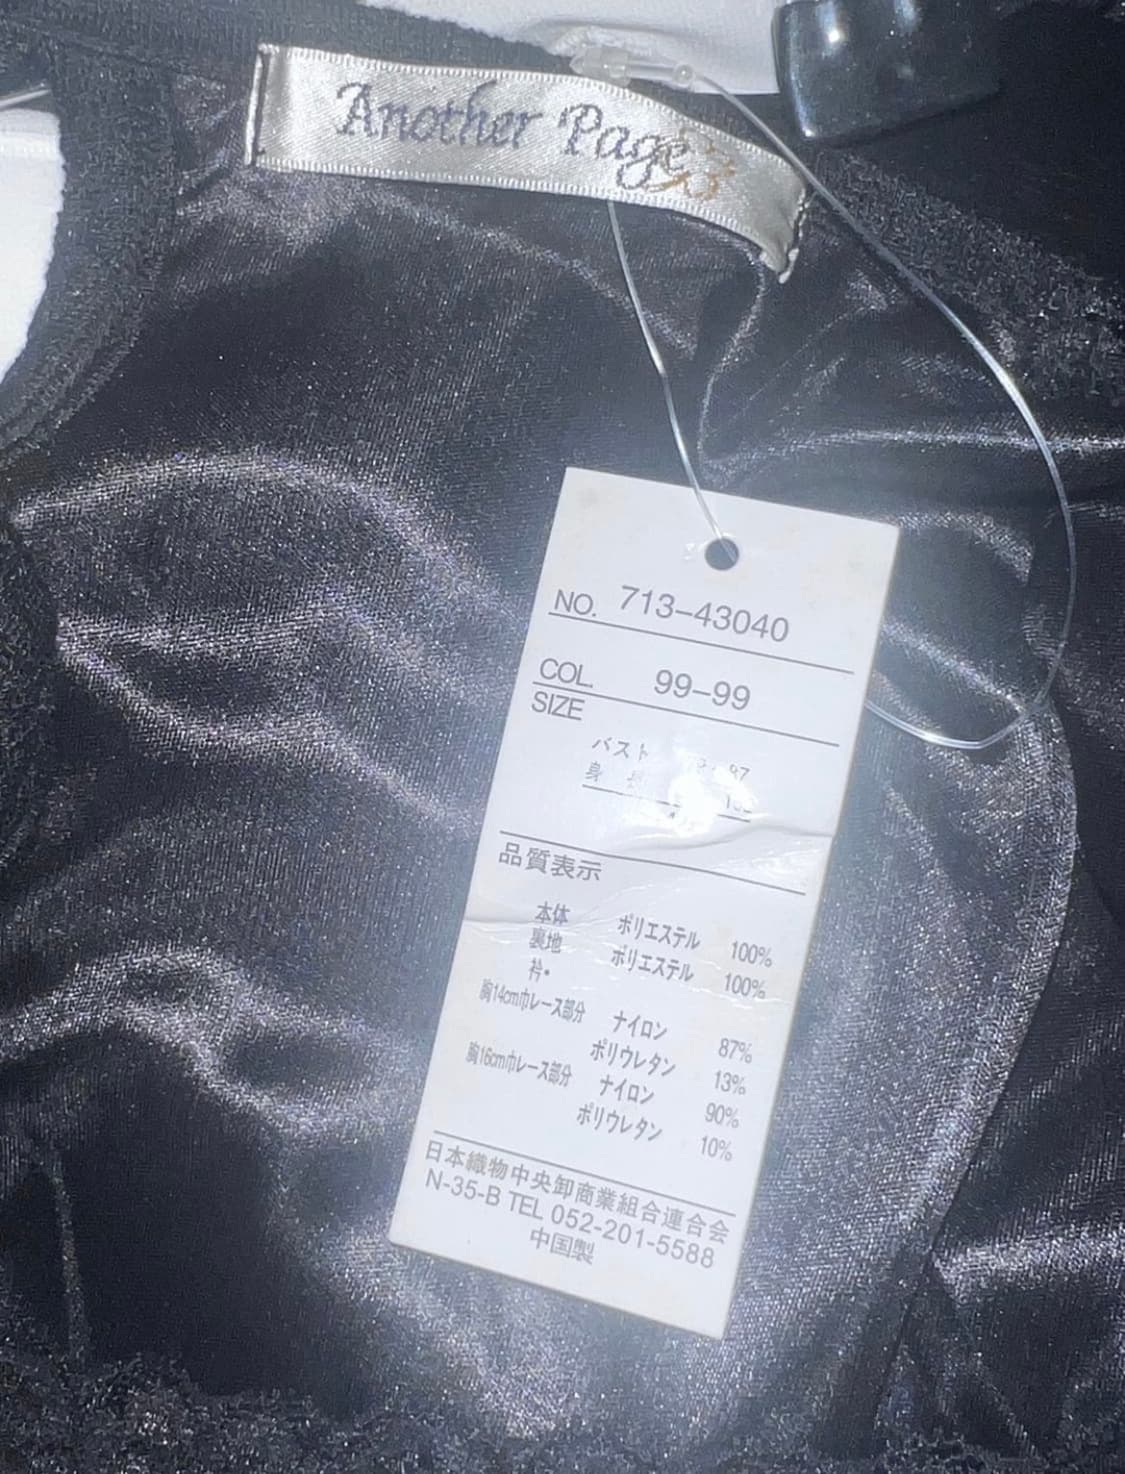 Another Page
NO. 713-43040
COL. 99-99
SIZE
バスト 87
身
品質表示
本体 ポリエステル 100%
裏地 ポリエステル 100%
衿•
胸14cm巾レース部分 ナイロン 87%
ポリウレタン 13%
胸16cm巾レース部分 ナイロン 90%
ポリウレタン 10%
日本織物中央卸商業組合連合会
N-35-B TEL 052-201-5588
中国製